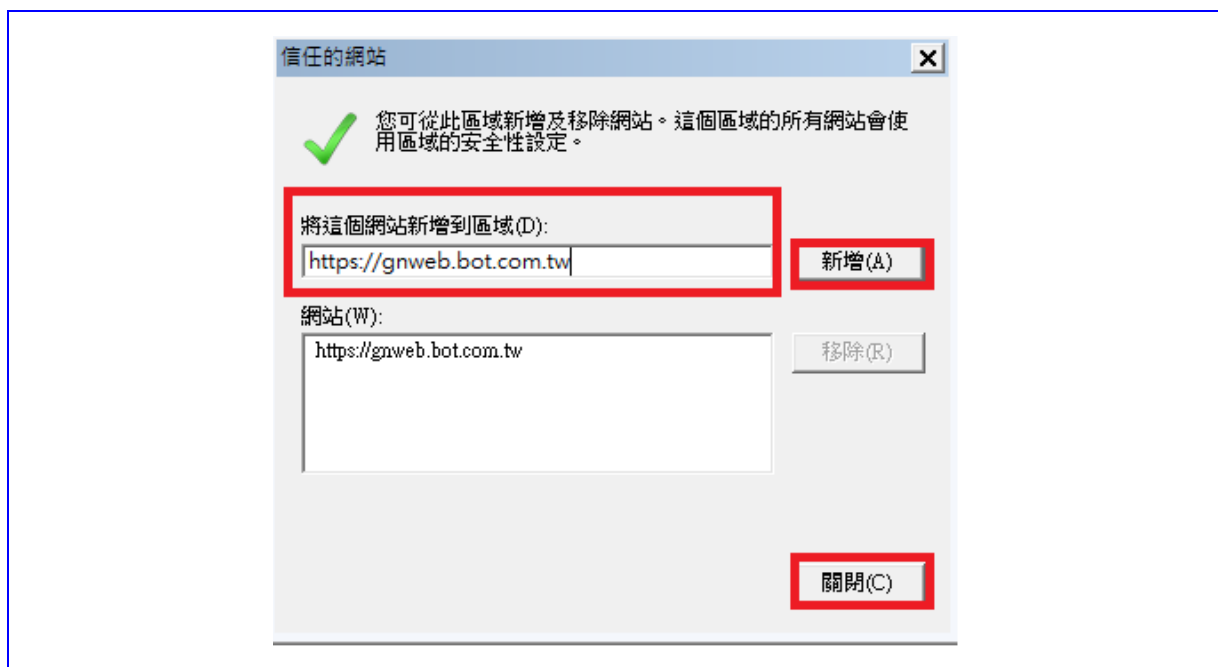 信任的網站
您可從此區域新增及移除網站。這個區域的所有網站會使
用區域的安全性設定。
將這個網站新增到區域(D):
https://gnweb.bot.com.tw
新增(A)
網站(W):
https://gnweb.bot.com.tw
移除(R)
關閉(C)